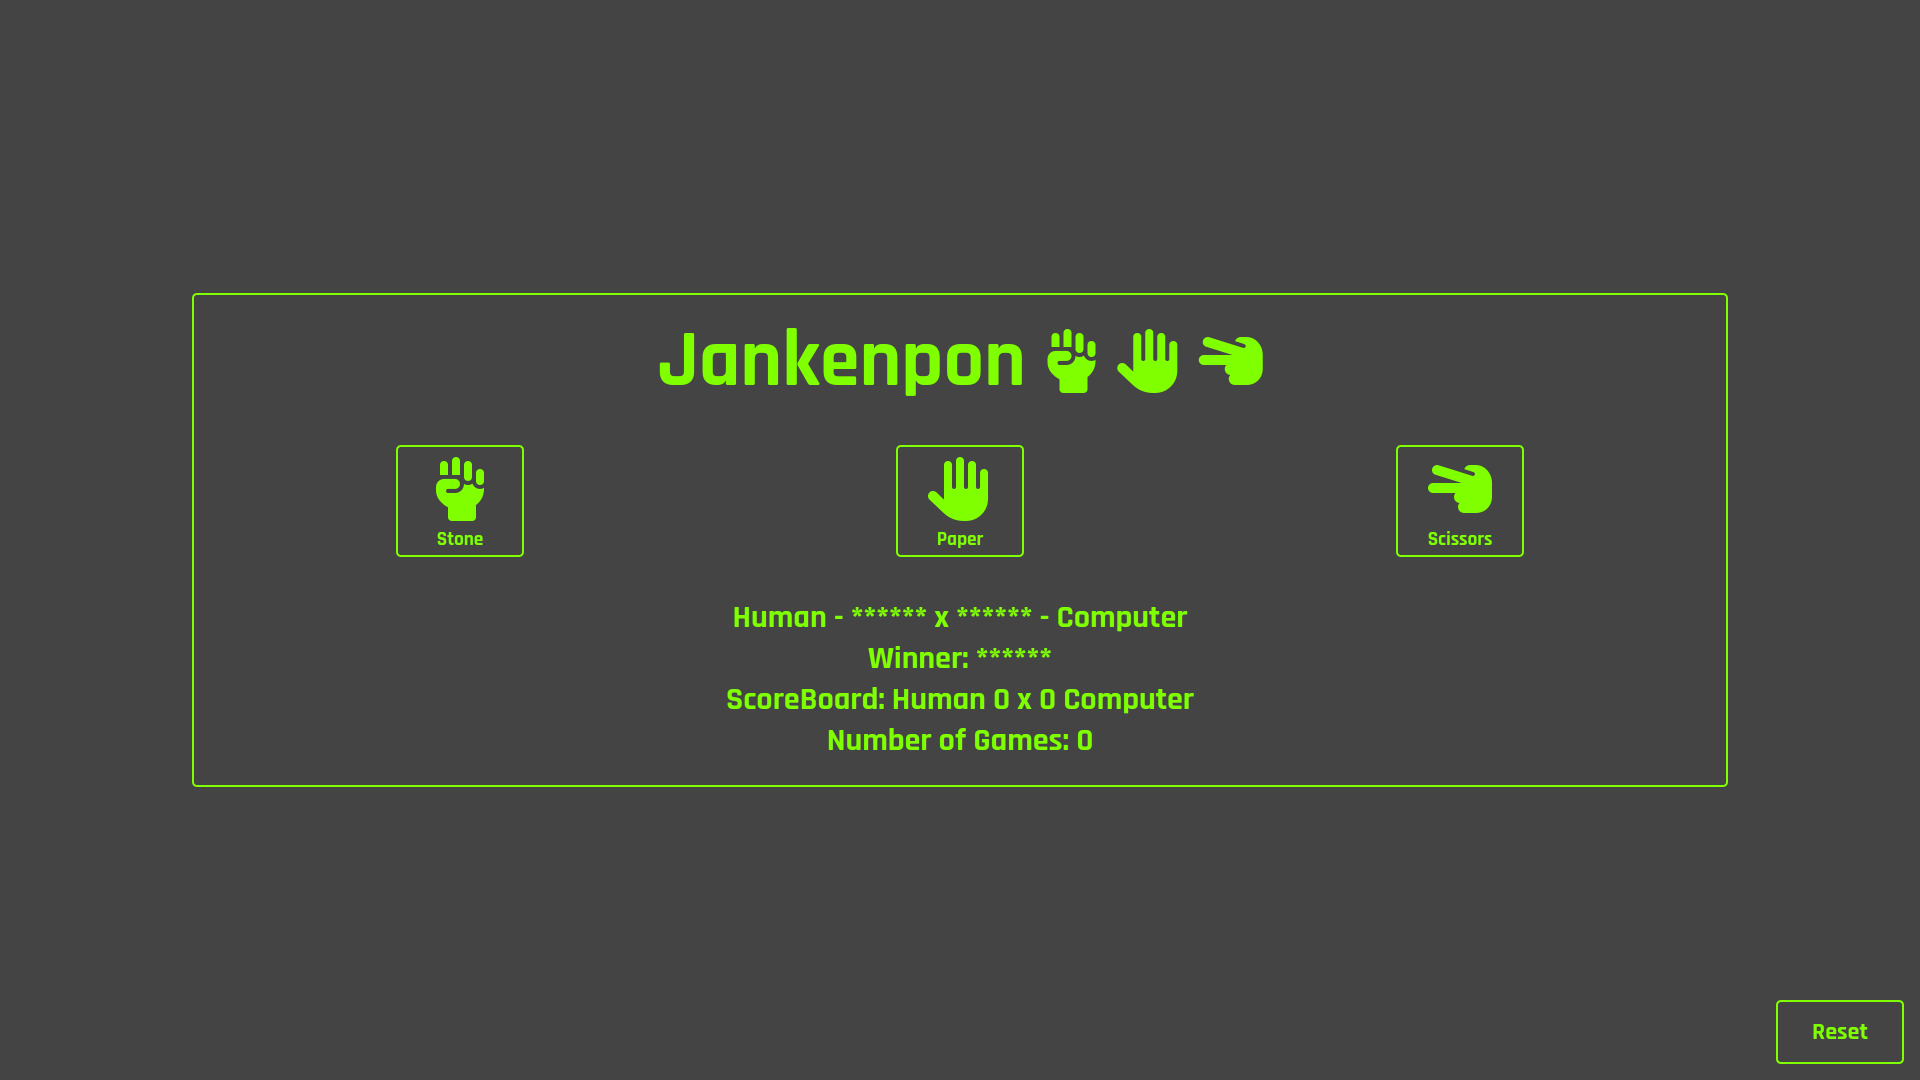 Jankenpon
Stone
Paper
Scissors
Human - ****** x ****** - Computer
Winner: ******
ScoreBoard: Human 0 x 0 Computer
Number of Games: 0
Reset